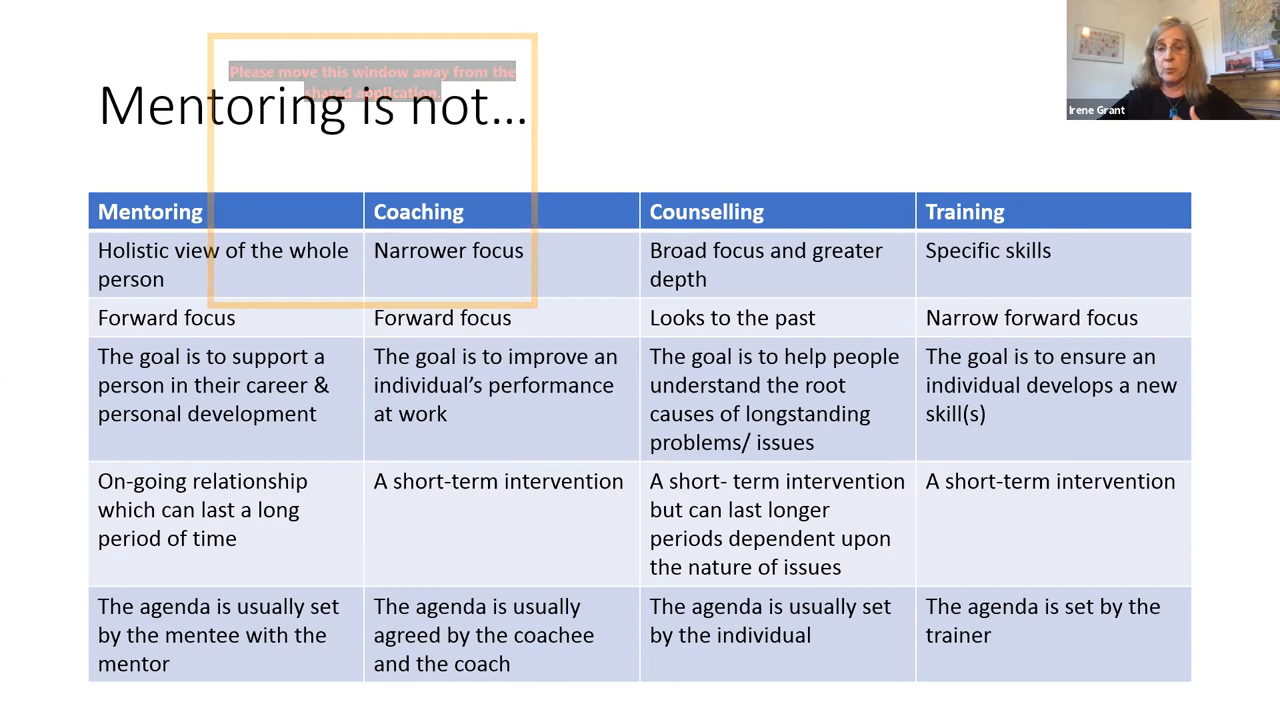 Please move this window away from the
shared application.
Mentoring is not...
Irene Grant
Mentoring
Coaching
Counselling
Training
Holistic view of the whole
person
Narrower focus
Broad focus and greater
depth
Specific skills
Forward focus
Forward focus
Looks to the past
Narrow forward focus
The goal is to support a
person in their career &
personal development
The goal is to improve an
individual's performance
at work
The goal is to help people
understand the root
causes of longstanding
problems/ issues
The goal is to ensure an
individual develops a new
skill(s)
On-going relationship
which can last a long
period of time
A short-term intervention
A short- term intervention
but can last longer
periods dependent upon
the nature of issues
A short-term intervention
The agenda is usually set
by the mentee with the
mentor
The agenda is usually
agreed by the coachee
and the coach
The agenda is usually set
by the individual
The agenda is set by the
trainer